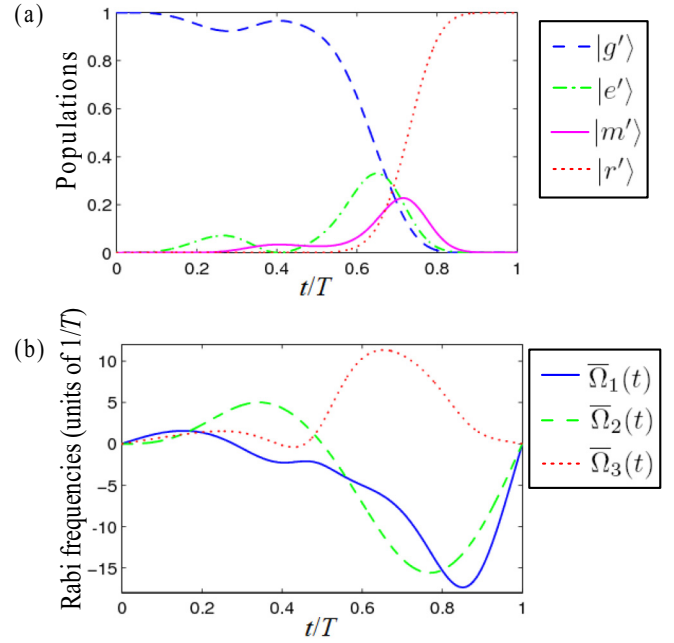 (a)
Populations
1
0.8
0.6
0.4
0.2
0
0 0.2 0.4 0.6 0.8 1
t/T
|g′⟩
|e′⟩
|m′⟩
|r′⟩
(b)
Rabi frequencies (units of 1/T)
10
5
0
-5
-10
-15
0 0.2 0.4 0.6 0.8 1
t/T
Ω̅₁(t)
Ω̅₂(t)
Ω̅₃(t)